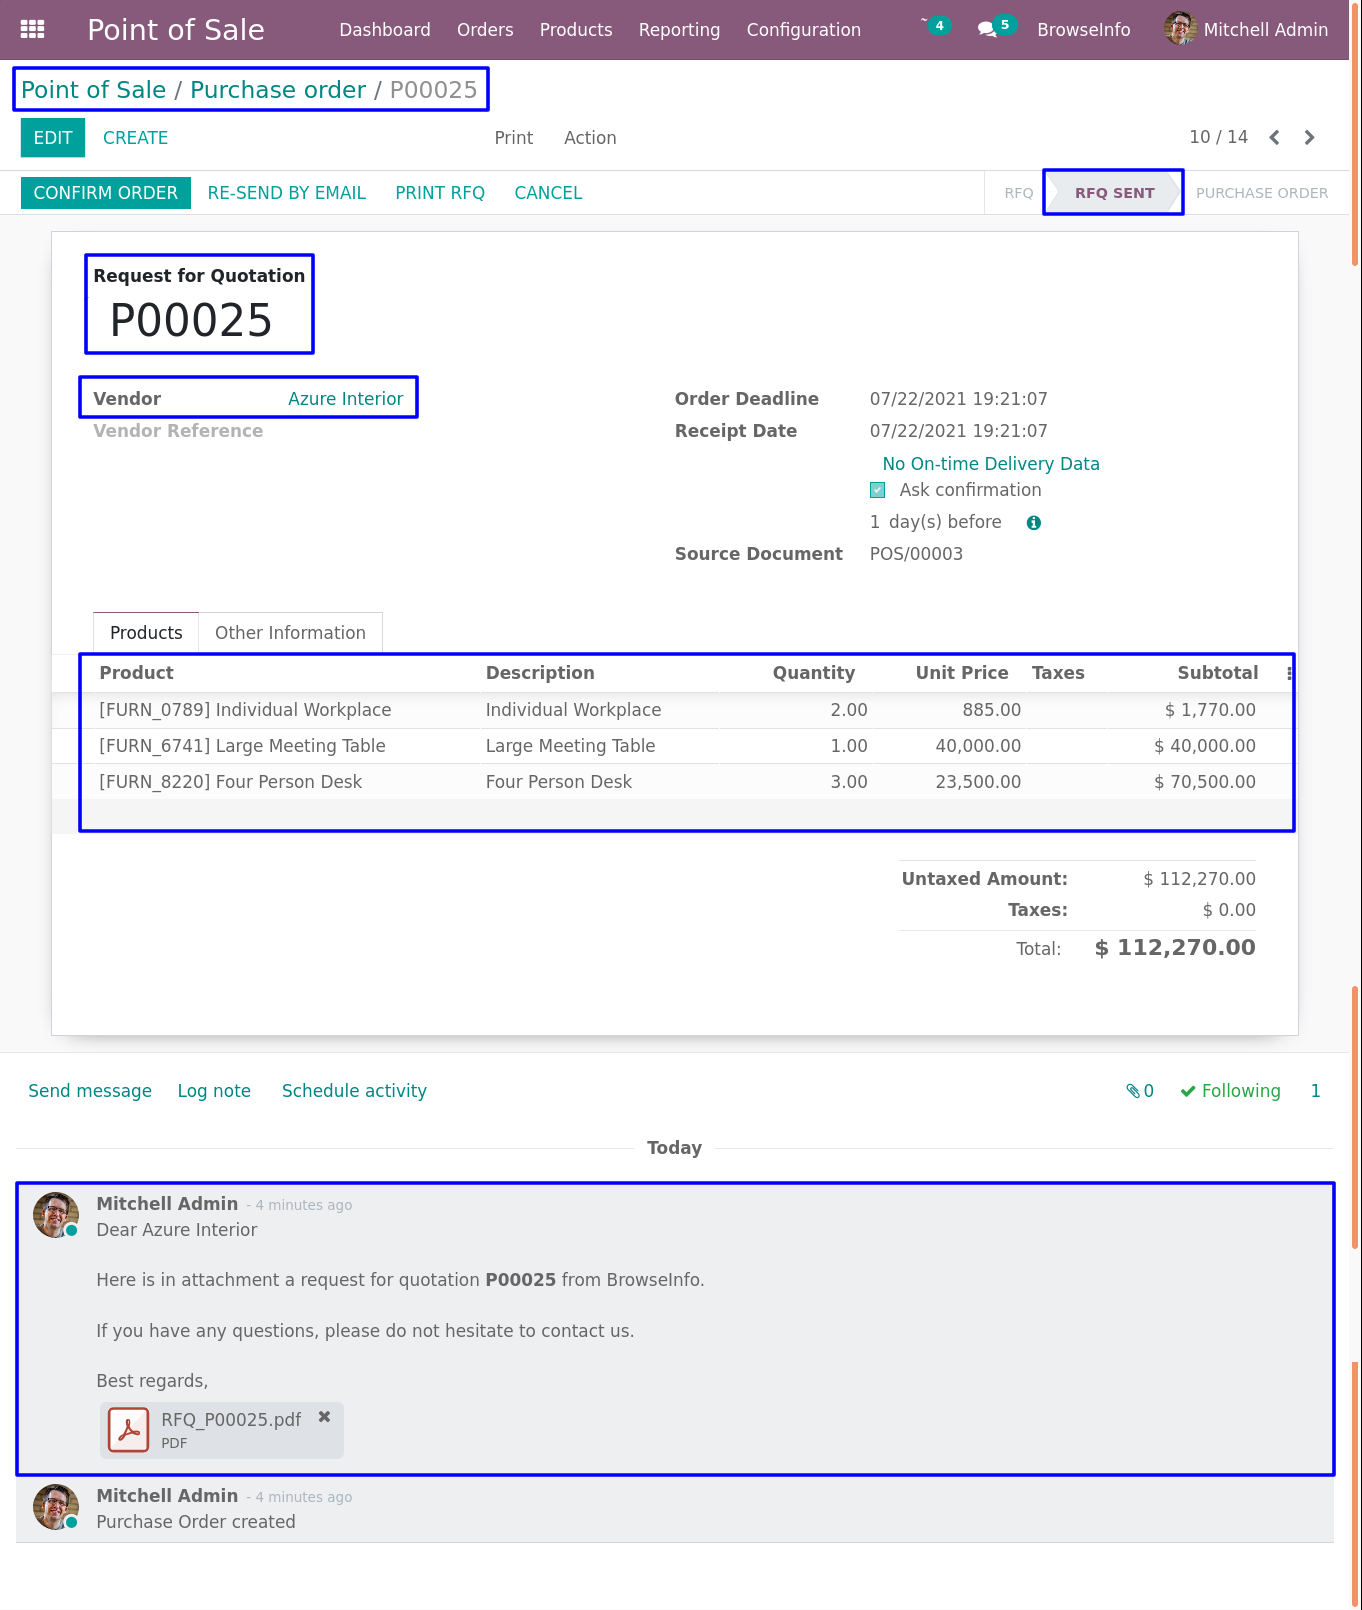 Point of Sale Dashboard Orders Products Reporting Configuration 4 5 BrowseInfo Mitchell Admin
Point of Sale / Purchase order / P00025
EDIT CREATE Print Action 10 / 14
CONFIRM ORDER RE-SEND BY EMAIL PRINT RFQ CANCEL RFQ RFQ SENT PURCHASE ORDER
Request for Quotation
P00025
Vendor Azure Interior Order Deadline 07/22/2021 19:21:07
Vendor Reference Receipt Date 07/22/2021 19:21:07
No On-time Delivery Data
Ask confirmation
1 day(s) before
Source Document POS/00003
Products Other Information
Product Description Quantity Unit Price Taxes Subtotal
[FURN_0789] Individual Workplace Individual Workplace 2.00 885.00 $ 1,770.00
[FURN_6741] Large Meeting Table Large Meeting Table 1.00 40,000.00 $ 40,000.00
[FURN_8220] Four Person Desk Four Person Desk 3.00 23,500.00 $ 70,500.00
Untaxed Amount: $ 112,270.00
Taxes: $ 0.00
Total: $ 112,270.00
Send message Log note Schedule activity 0 Following 1
Today
Mitchell Admin - 4 minutes ago
Dear Azure Interior
Here is in attachment a request for quotation P00025 from BrowseInfo.
If you have any questions, please do not hesitate to contact us.
Best regards,
RFQ_P00025.pdf
PDF
Mitchell Admin - 4 minutes ago
Purchase Order created